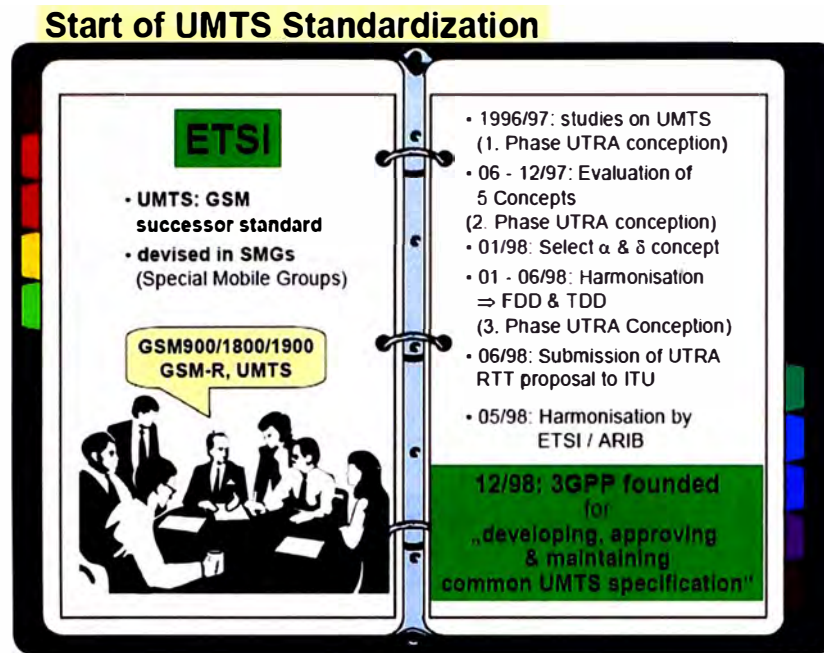 Start of UMTS Standardization
ETSI
• UMTS: GSM
successor standard
• devised in SMGs
(Special Mobile Groups)
GSM900/1800/1900
GSM-R, UMTS
• 1996/97: studies on UMTS
(1. Phase UTRA conception)
• 06 - 12/97: Evaluation of
5 Concepts
(2. Phase UTRA conception)
• 01/98: Select α & δ concept
• 01 - 06/98: Harmonisation
⇒ FDD & TDD
(3. Phase UTRA Conception)
• 06/98: Submission of UTRA
RTT proposal to ITU
• 05/98: Harmonisation by
ETSI / ARIB
12/98: 3GPP founded
for
„developing, approving
& maintaining
common UMTS specification"